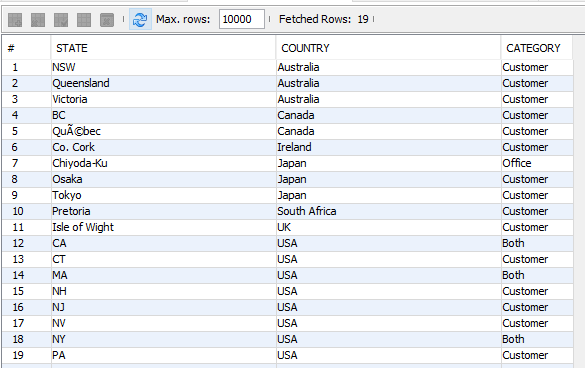 Max. rows: 10000 Fetched Rows: 19
# STATE COUNTRY CATEGORY
1 NSW Australia Customer
2 Queensland Australia Customer
3 Victoria Australia Customer
4 BC Canada Customer
5 QuÃ©bec Canada Customer
6 Co. Cork Ireland Customer
7 Chiyoda-Ku Japan Office
8 Osaka Japan Customer
9 Tokyo Japan Customer
10 Pretoria South Africa Customer
11 Isle of Wight UK Customer
12 CA USA Both
13 CT USA Customer
14 MA USA Both
15 NH USA Customer
16 NJ USA Customer
17 NV USA Customer
18 NY USA Both
19 PA USA Customer